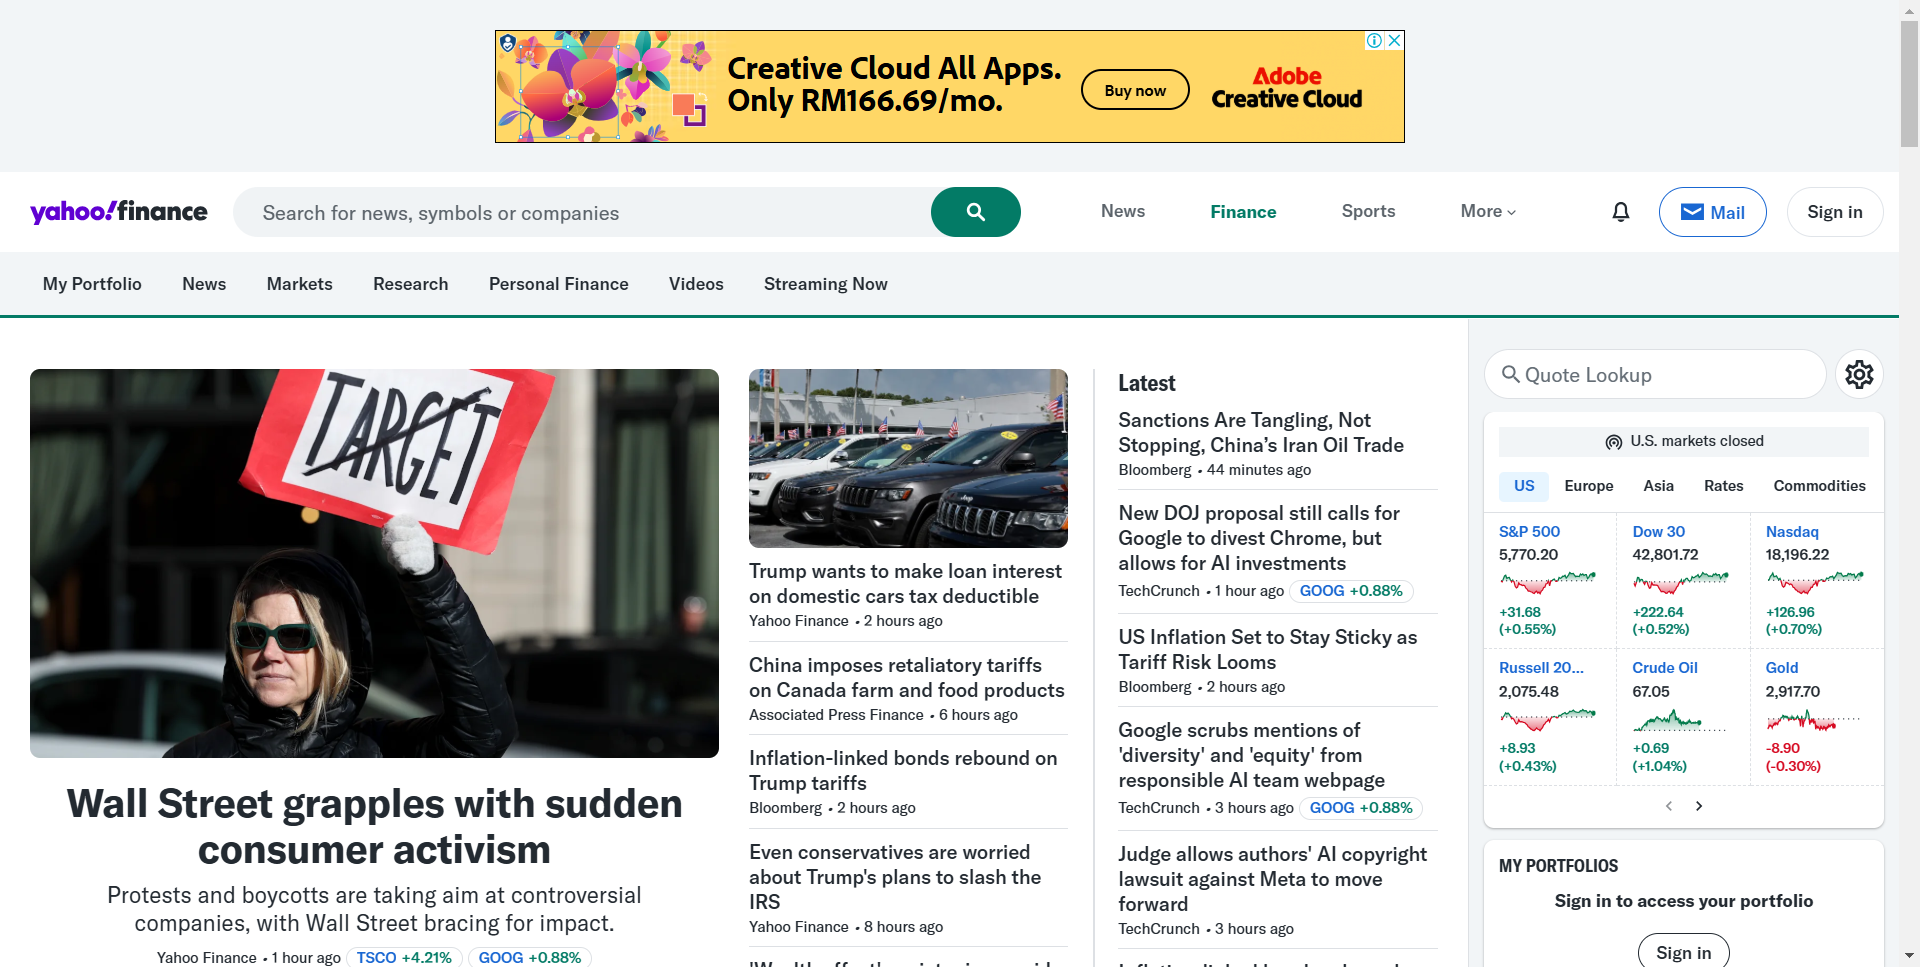 Creative Cloud All Apps.
Only RM166.69/mo.
Buy now
Adobe
Creative Cloud
yahoo!finance
Search for news, symbols or companies
News
Finance
Sports
More
Mail
Sign in
My Portfolio
News
Markets
Research
Personal Finance
Videos
Streaming Now
TARGET
Wall Street grapples with sudden
consumer activism
Protests and boycotts are taking aim at controversial
companies, with Wall Street bracing for impact.
Yahoo Finance • 1 hour ago TSCO +4.21% GOOG +0.88%
Jeep
Trump wants to make loan interest
on domestic cars tax deductible
Yahoo Finance • 2 hours ago
China imposes retaliatory tariffs
on Canada farm and food products
Associated Press Finance • 6 hours ago
Inflation-linked bonds rebound on
Trump tariffs
Bloomberg • 2 hours ago
Even conservatives are worried
about Trump's plans to slash the
IRS
Yahoo Finance • 8 hours ago
Latest
Sanctions Are Tangling, Not
Stopping, China’s Iran Oil Trade
Bloomberg • 44 minutes ago
New DOJ proposal still calls for
Google to divest Chrome, but
allows for AI investments
TechCrunch • 1 hour ago GOOG +0.88%
US Inflation Set to Stay Sticky as
Tariff Risk Looms
Bloomberg • 2 hours ago
Google scrubs mentions of
'diversity' and 'equity' from
responsible AI team webpage
TechCrunch • 3 hours ago GOOG +0.88%
Judge allows authors' AI copyright
lawsuit against Meta to move
forward
TechCrunch • 3 hours ago
Quote Lookup
U.S. markets closed
US
Europe
Asia
Rates
Commodities
S&P 500
5,770.20
+31.68
(+0.55%)
Dow 30
42,801.72
+222.64
(+0.52%)
Nasdaq
18,196.22
+126.96
(+0.70%)
Russell 20...
2,075.48
+8.93
(+0.43%)
Crude Oil
67.05
+0.69
(+1.04%)
Gold
2,917.70
-8.90
(-0.30%)
MY PORTFOLIOS
Sign in to access your portfolio
Sign in